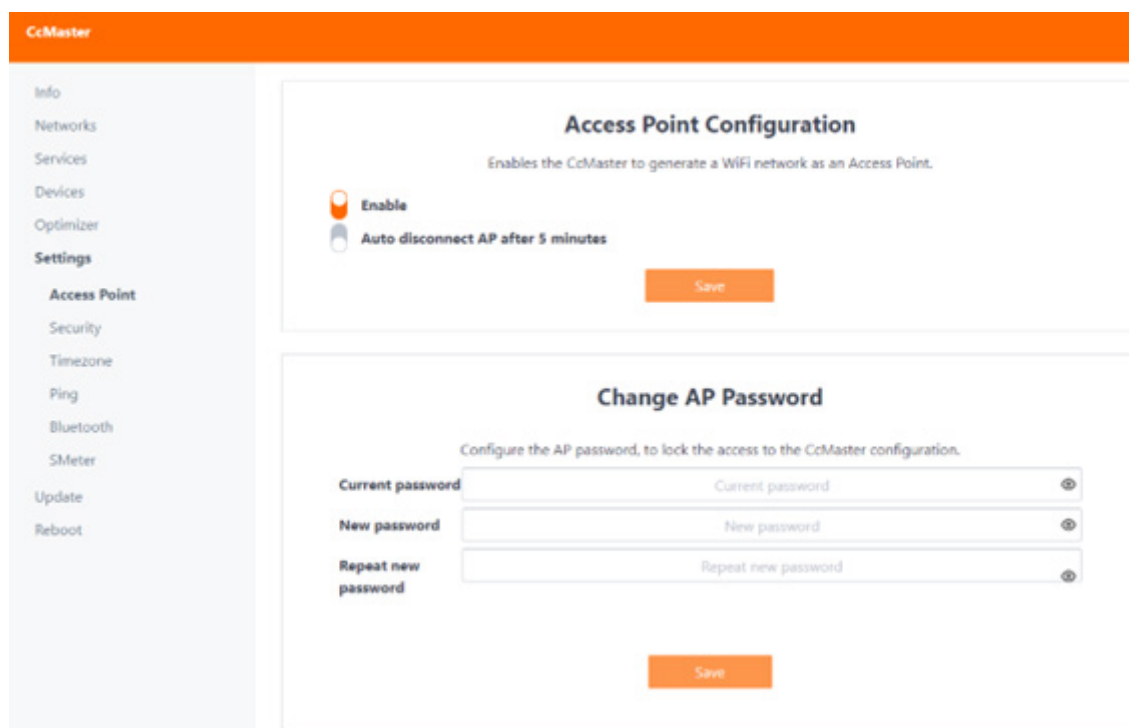 CcMaster
Info
Networks
Services
Devices
Optimizer
Settings
Access Point
Security
Timezone
Ping
Bluetooth
SMeter
Update
Reboot
Access Point Configuration
Enables the CcMaster to generate a WiFi network as an Access Point.
Enable
Auto disconnect AP after 5 minutes
Save
Change AP Password
Configure the AP password, to lock the access to the CcMaster configuration.
Current password
Current password
New password
New password
Repeat new
password
Repeat new password
Save